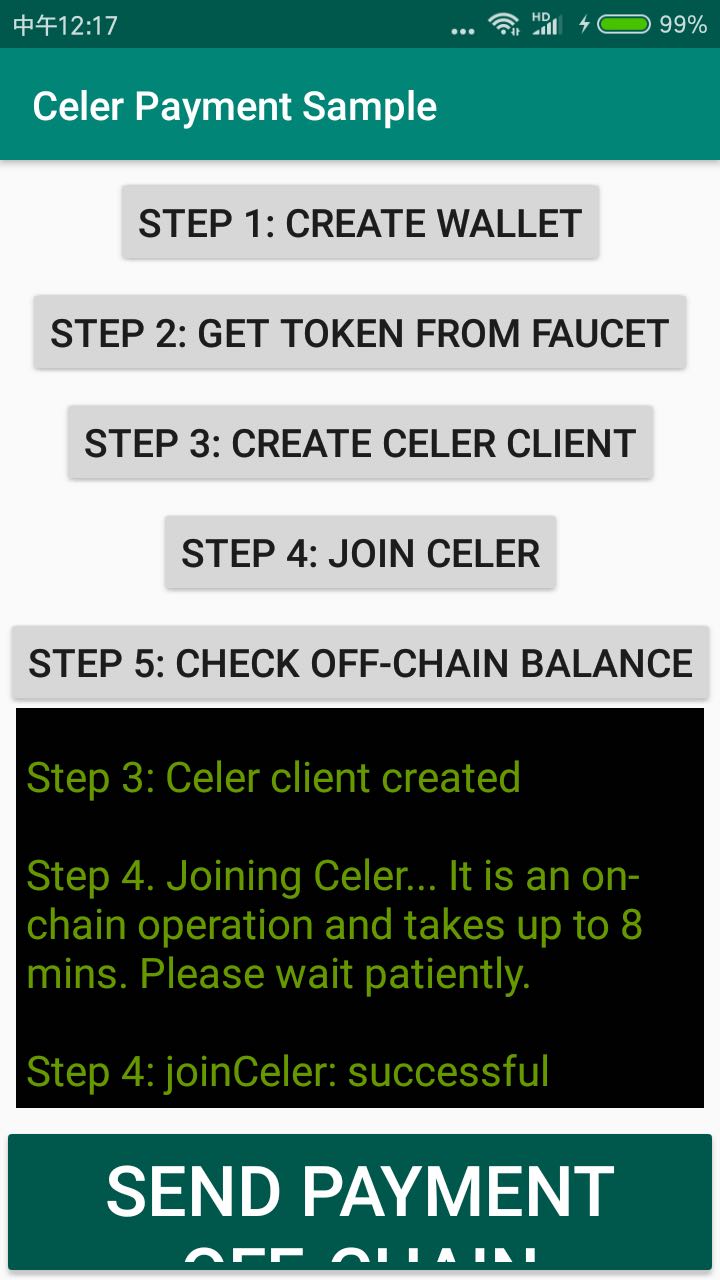 中午12:17
HD
99%
Celer Payment Sample
STEP 1: CREATE WALLET
STEP 2: GET TOKEN FROM FAUCET
STEP 3: CREATE CELER CLIENT
STEP 4: JOIN CELER
STEP 5: CHECK OFF-CHAIN BALANCE
Step 3: Celer client created
Step 4. Joining Celer... It is an on-
chain operation and takes up to 8
mins. Please wait patiently.
Step 4: joinCeler: successful
SEND PAYMENT
OFF-CHAIN